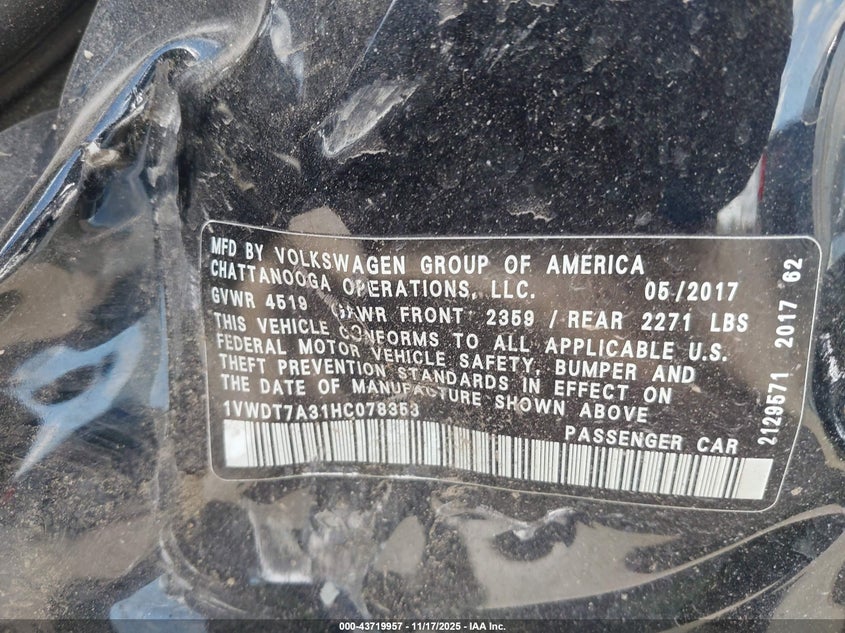 MFD BY VOLKSWAGEN GROUP OF AMERICA
CHATTANOOGA OPERATIONS, LLC. 05/2017
GVWR 4519 GAWR FRONT 2359 / REAR 2271 LBS
THIS VEHICLE CONFORMS TO ALL APPLICABLE U.S.
FEDERAL MOTOR VEHICLE SAFETY, BUMPER AND
THEFT PREVENTION STANDARDS IN EFFECT ON
THE DATE OF MANUFACTURE SHOWN ABOVE
1VWDT7A31HC078353
PASSENGER CAR
2129571 2017 62
000-43719957 - 11/17/2025 - IAA Inc.